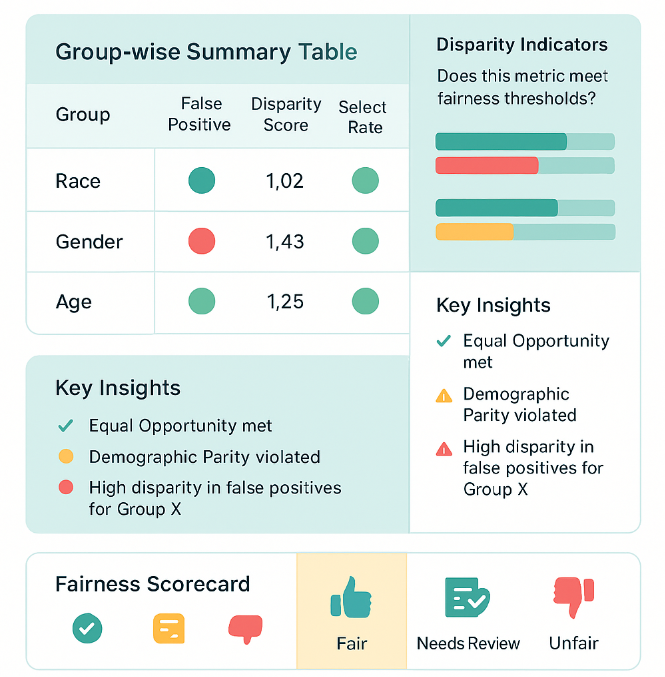 Group-wise Summary Table
Group
False
Positive
Disparity
Score
Select
Rate
Race
1,02
Gender
1,43
Age
1,25
Disparity Indicators
Does this metric meet
fairness thresholds?
Key Insights
Equal Opportunity
met
Demographic
Parity violated
High disparity in
false positives for
Group X
Key Insights
Equal Opportunity met
Demographic Parity violated
High disparity in false positives
for Group X
Fairness Scorecard
Fair
Needs Review
Unfair